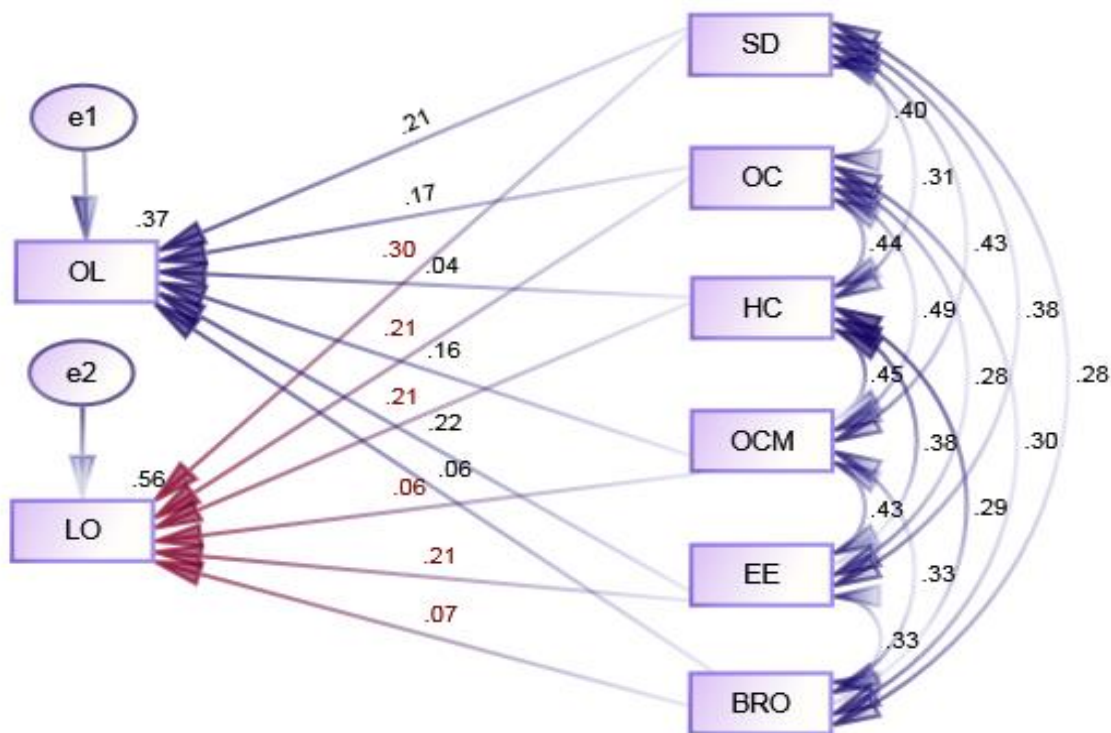 SD
e1
.40
.21
OC
.31
.17
.37
OL
.30
.44
.43
.04
HC
.49
.38
.21
.16
e2
.45
.28
.28
.21
.22
OCM
.38
.30
.06
.56
.06
.43
.29
LO
.21
EE
.33
.07
.33
BRO